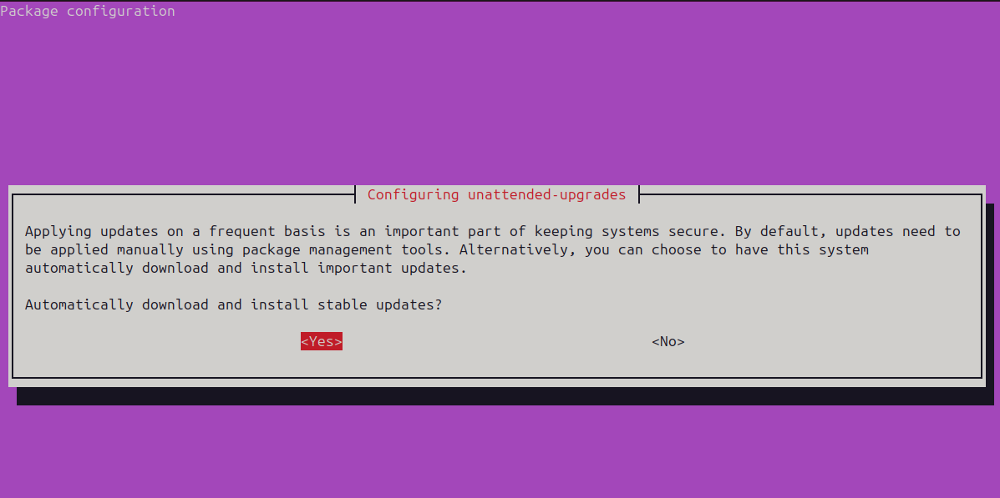 Package configuration
Configuring unattended-upgrades
Applying updates on a frequent basis is an important part of keeping systems secure. By default, updates need to
be applied manually using package management tools. Alternatively, you can choose to have this system
automatically download and install important updates.
Automatically download and install stable updates?
<Yes> <No>